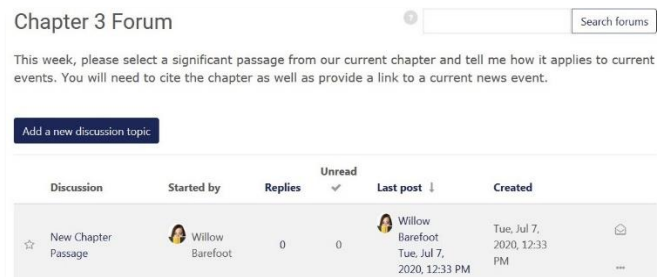 Chapter 3 Forum
Search forums
This week, please select a significant passage from our current chapter and tell me how it applies to current
events. You will need to cite the chapter as well as provide a link to a current news event.
Add a new discussion topic
Discussion Started by Replies Unread Last post ↓ Created
New Chapter Passage
Willow Barefoot
0
0
Willow Barefoot
Tue, Jul 7, 2020, 12:33 PM
Tue, Jul 7, 2020, 12:33 PM